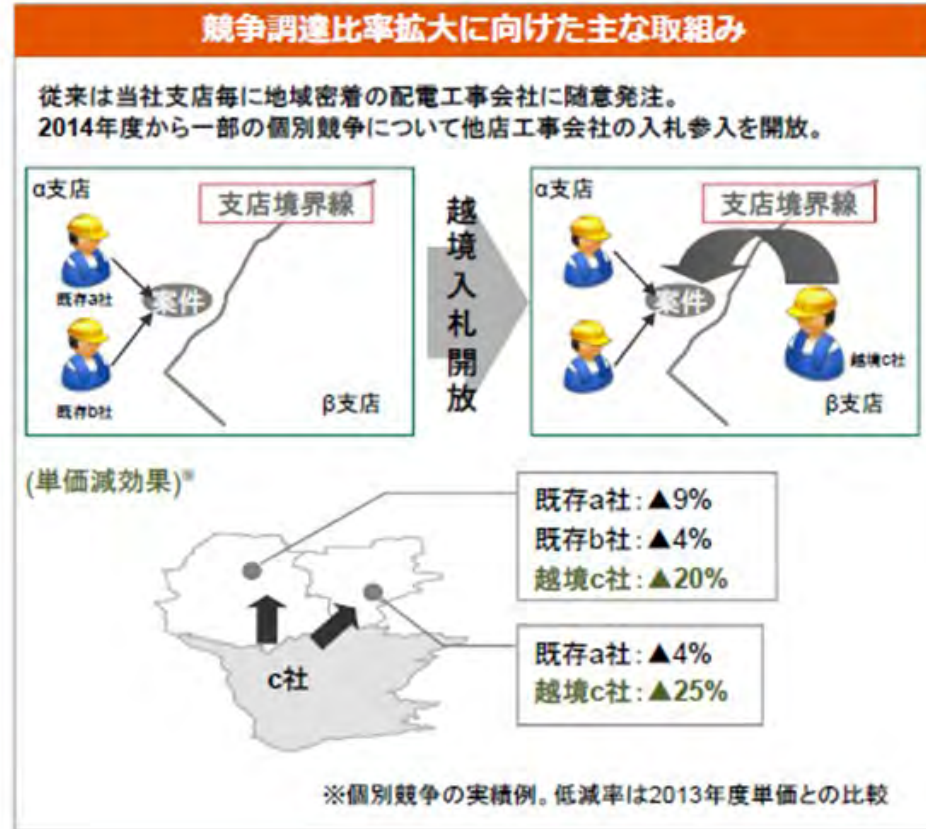 競争調達比率拡大に向けた主な取組み
従来は当社支店毎に地域密着の配電工事会社に随意発注。
2014年度から一部の個別競争について他店工事会社の入札参入を開放。
α支店
支店境界線
既存a社
案件
既存b社
β支店
越境入札開放
α支店
支店境界線
案件
越境c社
β支店
(単価減効果)※
既存a社:▲9%
既存b社:▲4%
越境c社:▲20%
既存a社:▲4%
越境c社:▲25%
c社
※個別競争の実績例。低減率は2013年度単価との比較